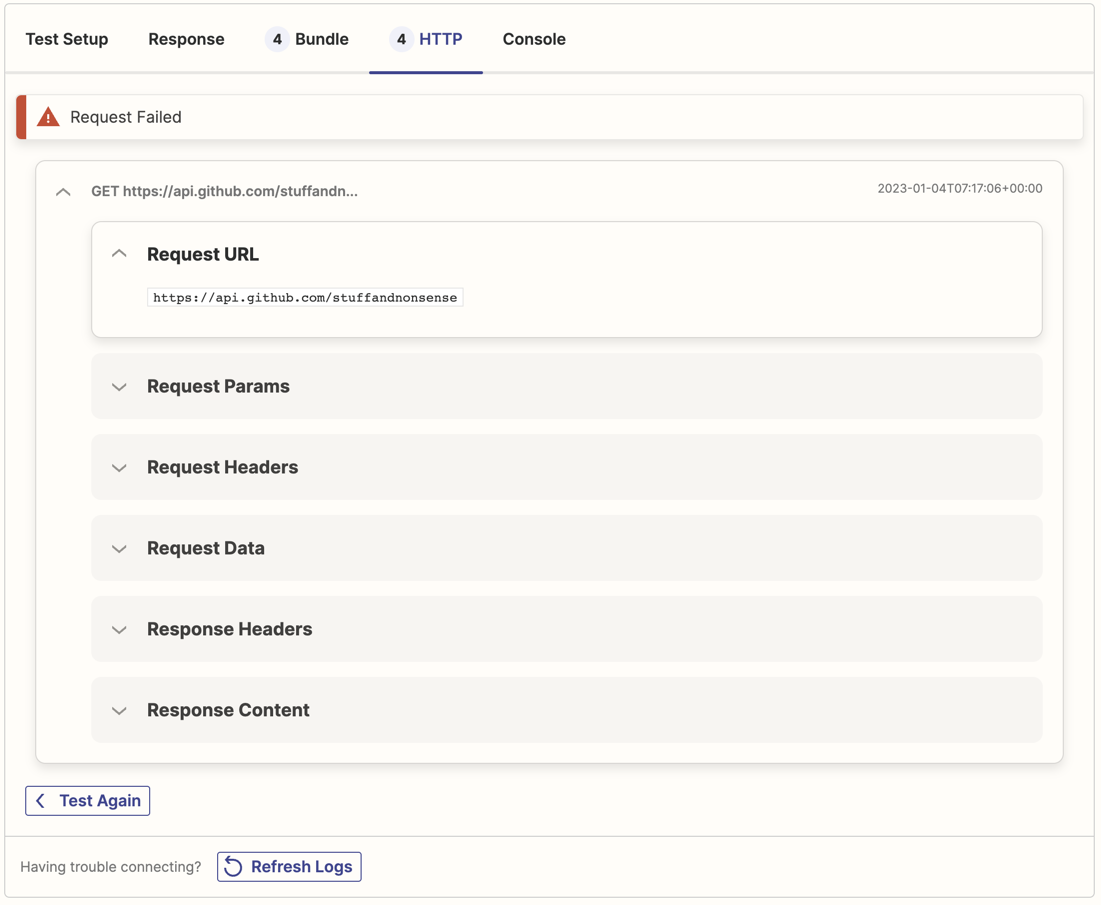 Test Setup Response 4 Bundle 4 HTTP Console
Request Failed
GET https://api.github.com/stuffandn... 2023-01-04T07:17:06+00:00
Request URL
https://api.github.com/stuffandnonsense
Request Params
Request Headers
Request Data
Response Headers
Response Content
Test Again
Having trouble connecting? Refresh Logs